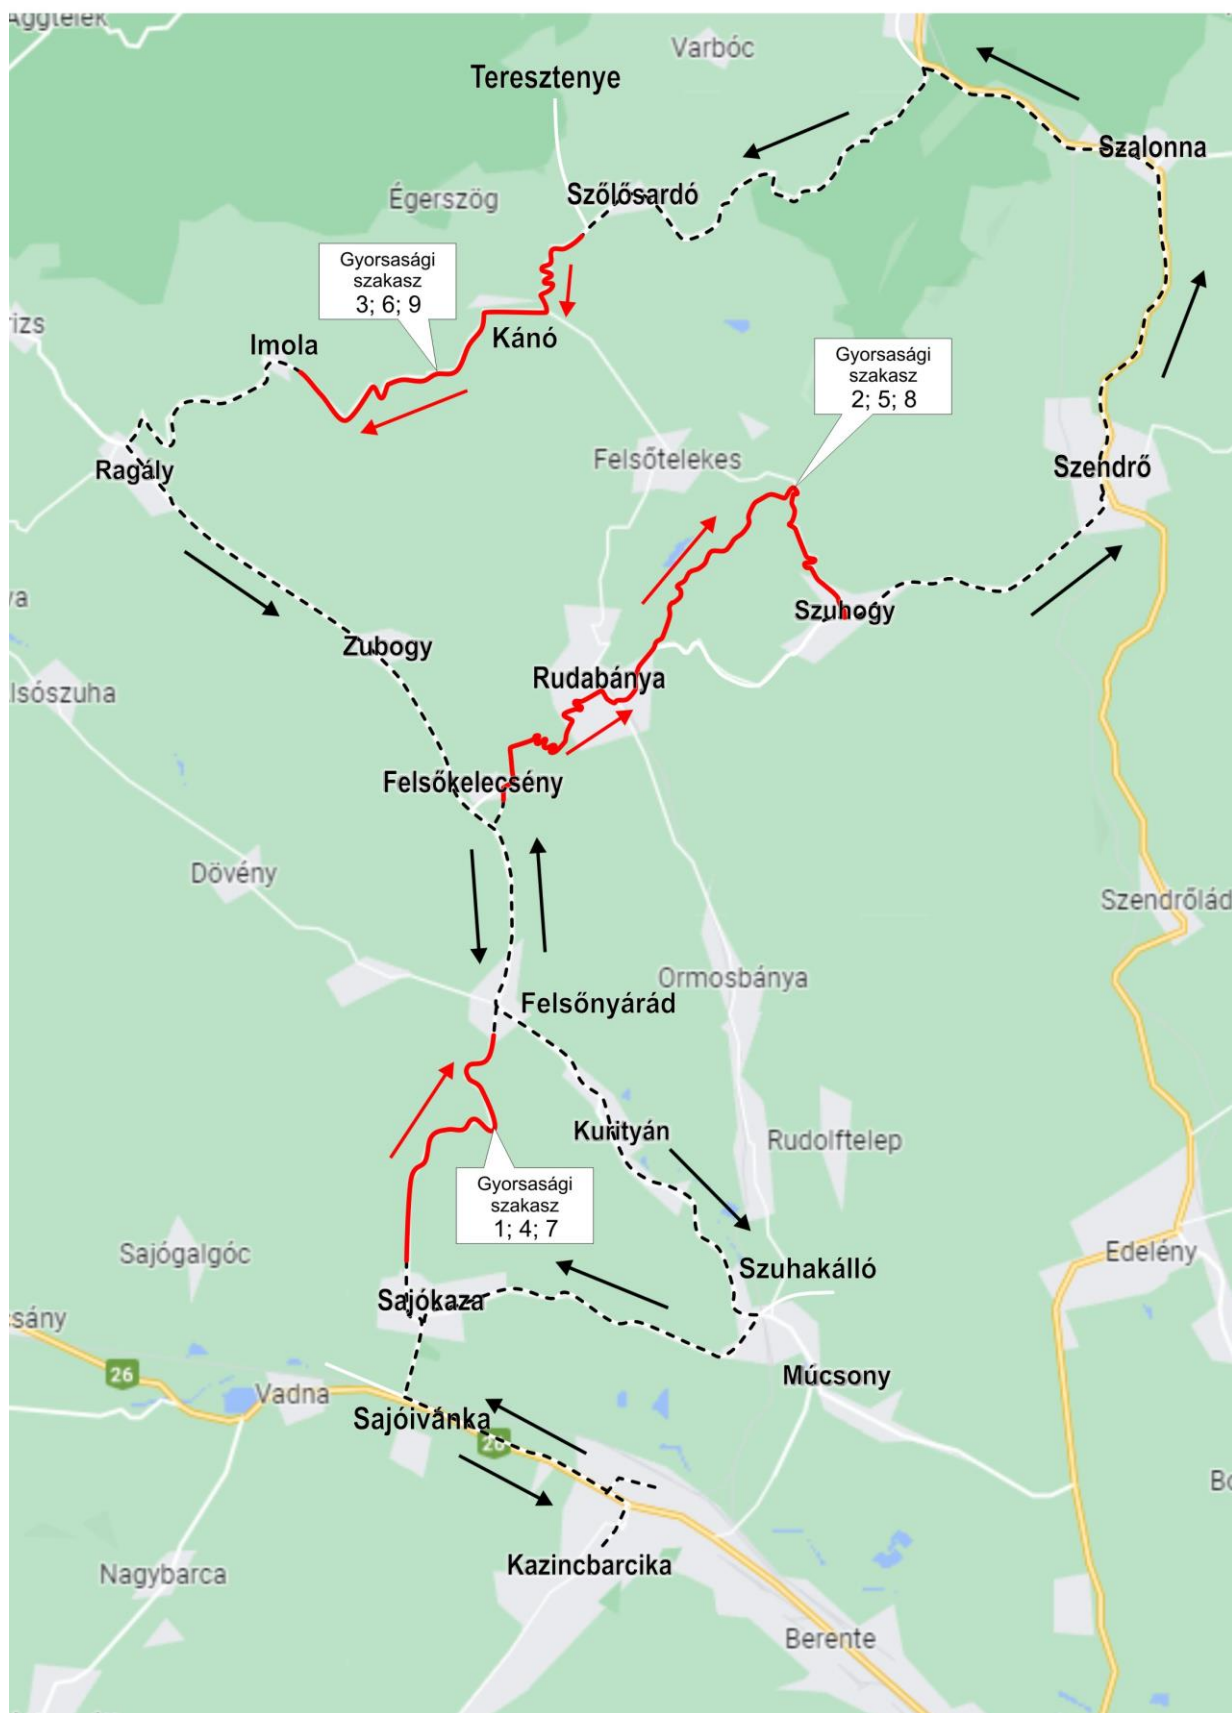 Aggtelek
Varbóc
Teresztenye
Szalonna
Égerszög
Szőlősardó
Gyorsasági
szakasz
3; 6; 9
Imola
Kánó
Gyorsasági
szakasz
2; 5; 8
Felsőtelekes
Ragály
Szendrő
Szuhogy
Zubogy
Rudabánya
Felsőkelecsény
Dövény
Szendrőlád
Ormosbánya
Felsőnyárád
Kurityán
Rudolftelep
Gyorsasági
szakasz
1; 4; 7
Sajógalgóc
Szuhakálló
Edelény
Sajókaza
26
Vadna
Múcsony
Sajóivánka
26
Kazincbarcika
Nagybarca
Berente